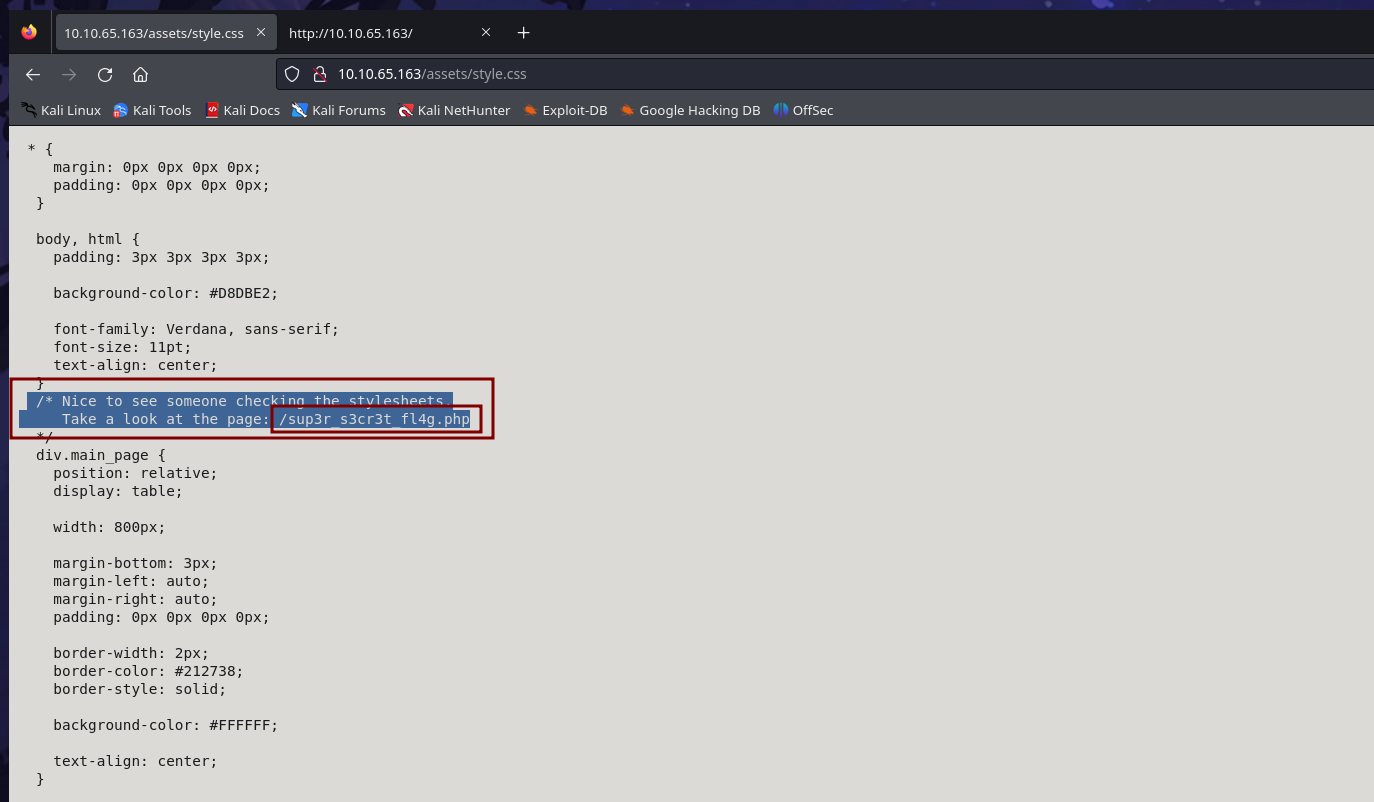 10.10.65.163/assets/style.css
http://10.10.65.163/
10.10.65.163/assets/style.css
Kali Linux Kali Tools Kali Docs Kali Forums Kali NetHunter Exploit-DB Google Hacking DB OffSec
* {
margin: 0px 0px 0px 0px;
padding: 0px 0px 0px 0px;
}
body, html {
padding: 3px 3px 3px 3px;
background-color: #D8DBE2;
font-family: Verdana, sans-serif;
font-size: 11pt;
text-align: center;
}
/* Nice to see someone checking the stylesheets.
Take a look at the page: /sup3r_s3cr3t_fl4g.php
*/
div.main_page {
position: relative;
display: table;
width: 800px;
margin-bottom: 3px;
margin-left: auto;
margin-right: auto;
padding: 0px 0px 0px 0px;
border-width: 2px;
border-color: #212738;
border-style: solid;
background-color: #FFFFFF;
text-align: center;
}